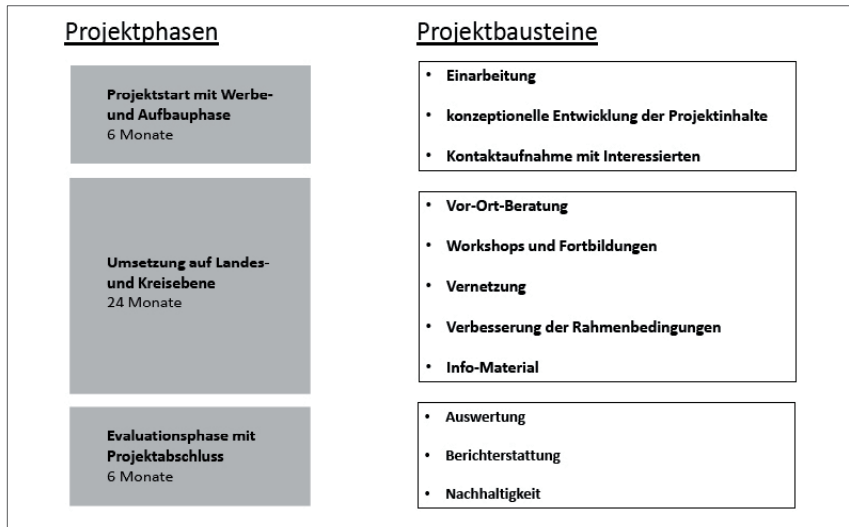 Projektphasen
Projektbausteine
Projektstart mit Werbe-
und Aufbauphase
6 Monate
• Einarbeitung
• konzeptionelle Entwicklung der Projektinhalte
• Kontaktaufnahme mit Interessierten
Umsetzung auf Landes-
und Kreisebene
24 Monate
• Vor-Ort-Beratung
• Workshops und Fortbildungen
• Vernetzung
• Verbesserung der Rahmenbedingungen
• Info-Material
Evaluationsphase mit
Projektabschluss
6 Monate
• Auswertung
• Berichterstattung
• Nachhaltigkeit